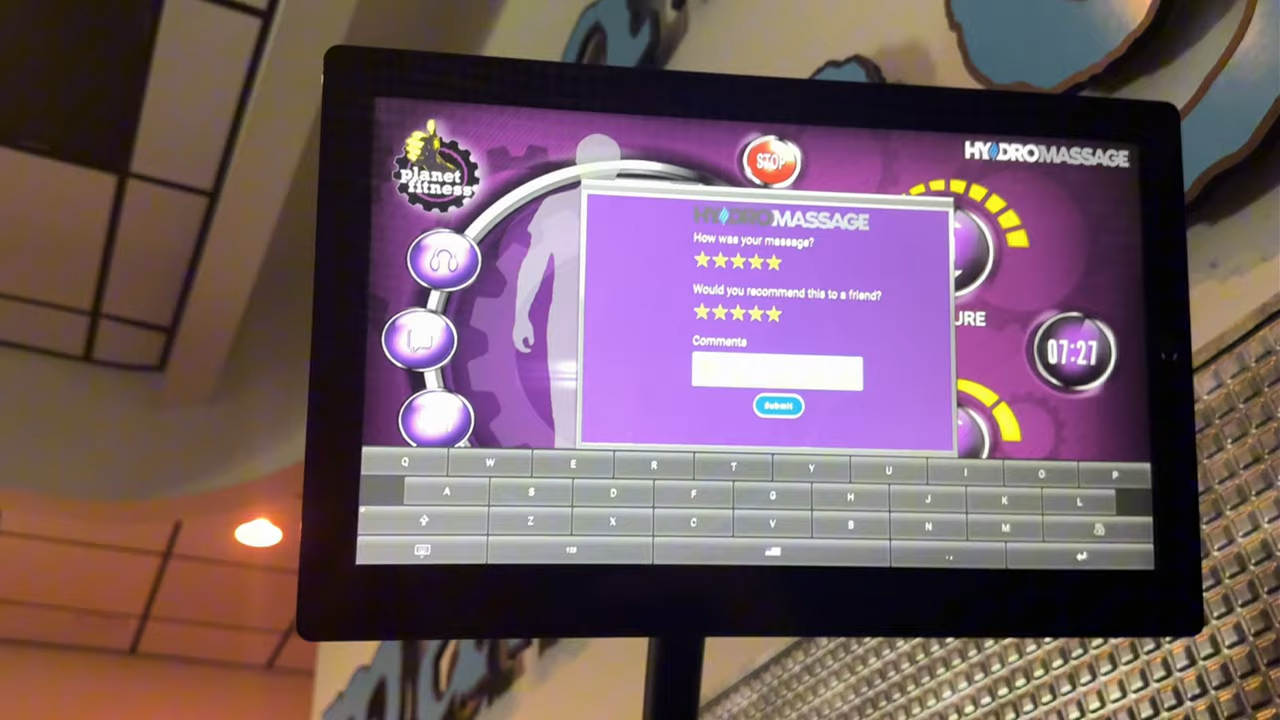 planet
fitness
STOP
HYDROMASSAGE
HYDROMASSAGE
How was your massage?
Would you recommend this to a friend?
Comments
Submit
URE
07:27
Q W E R T Y U I O P
A S D F G H J K L
Z X C V B N M
123